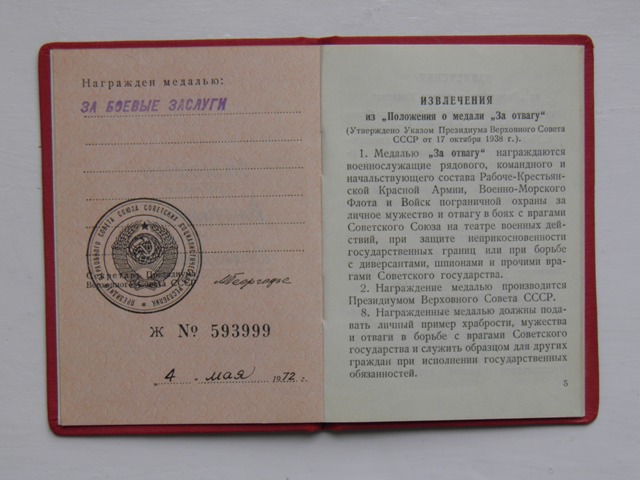 Награжден медалью:
ЗА БОЕВЫЕ ЗАСЛУГИ
Секретарь Президиума
Верховного Совета СССР
Ж № 593999
4 . мая 1972 г.
ИЗВЛЕЧЕНИЯ
из „Положения о медали „За отвагу“
(Утверждено Указом Президиума Верховного Совета
СССР от 17 октября 1938 г.).
1. Медалью „За отвагу“ награждаются
военнослужащие рядового, командного и
начальствующего состава Рабоче-Крестьян-
ской Красной Армии, Военно-Морского
Флота и Войск пограничной охраны за
личное мужество и отвагу в боях с врагами
Советского Союза на театре военных дей-
ствий, при защите неприкосновенности
государственных границ или при борьбе
с диверсантами, шпионами и прочими вра-
гами Советского государства.
2. Награждение медалью производится
Президиумом Верховного Совета СССР.
8. Награжденные медалью должны пода-
вать личный пример храбрости, мужества
и отваги в борьбе с врагами Советского
государства и служить образцом для других
граждан при исполнении государственных
обязанностей.
5